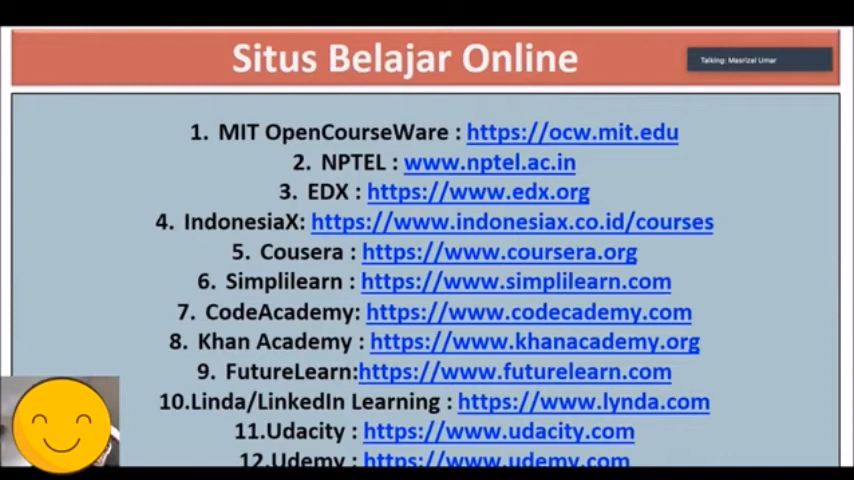 Situs Belajar Online
Talking: Masrizal Umar
1. MIT OpenCourseWare : https://ocw.mit.edu
2. NPTEL : www.nptel.ac.in
3. EDX : https://www.edx.org
4. IndonesiaX: https://www.indonesiax.co.id/courses
5. Cousera : https://www.coursera.org
6. Simplilearn : https://www.simplilearn.com
7. CodeAcademy: https://www.codecademy.com
8. Khan Academy : https://www.khanacademy.org
9. FutureLearn:https://www.futurelearn.com
10.Linda/LinkedIn Learning : https://www.lynda.com
11.Udacity : https://www.udacity.com
12.Udemy : https://www.udemy.com